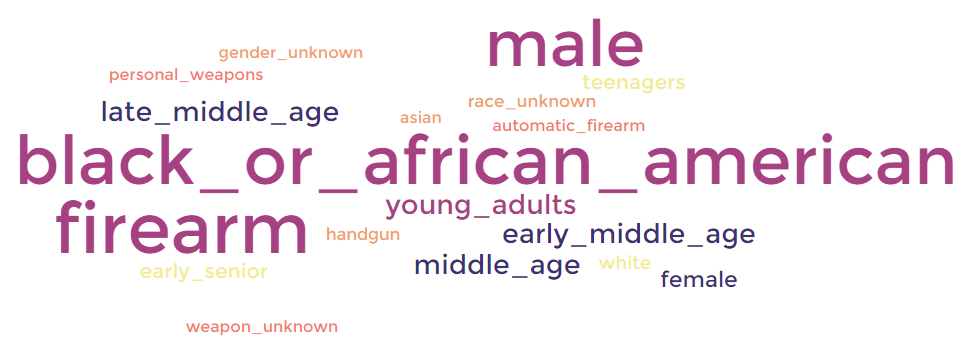 male
gender_unknown
personal_weapons
teenagers
late_middle_age
race_unknown
asian
automatic_firearm
black_or_african_american
young_adults
firearm
handgun
early_middle_age
middle_age
white
early_senior
female
weapon_unknown